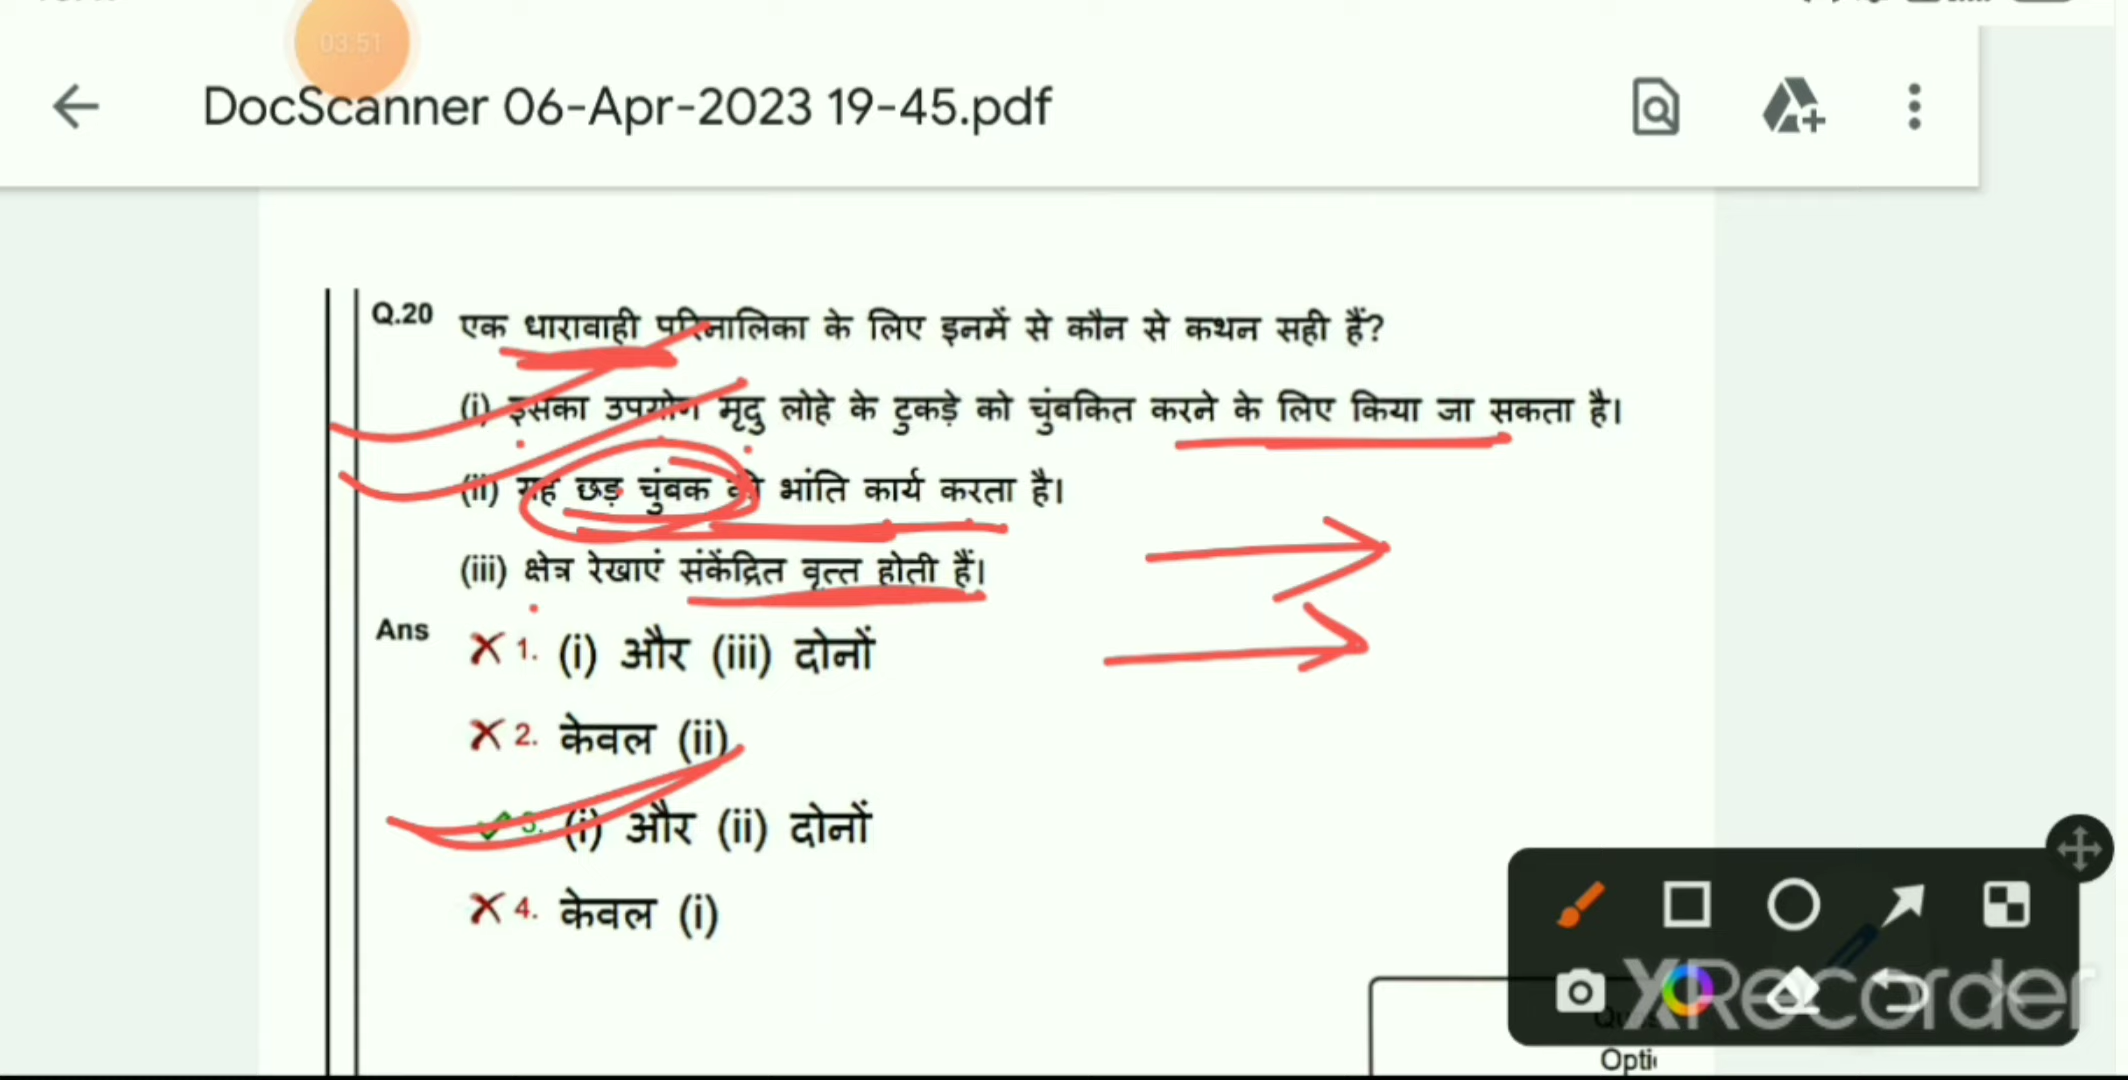 03:51
DocScanner 06-Apr-2023 19-45.pdf
Q.20 एक धारावाही परिनालिका के लिए इनमें से कौन से कथन सही हैं?
(i) इसका उपयोग मृदु लोहे के टुकड़े को चुंबकित करने के लिए किया जा सकता है।
(ii) यह छड़ चुंबक की भांति कार्य करता है।
(iii) क्षेत्र रेखाएं संकेंद्रित वृत्त होती हैं।
Ans 1. (i) और (iii) दोनों
2. केवल (ii)
3. (i) और (ii) दोनों
4. केवल (i)
XRecorder